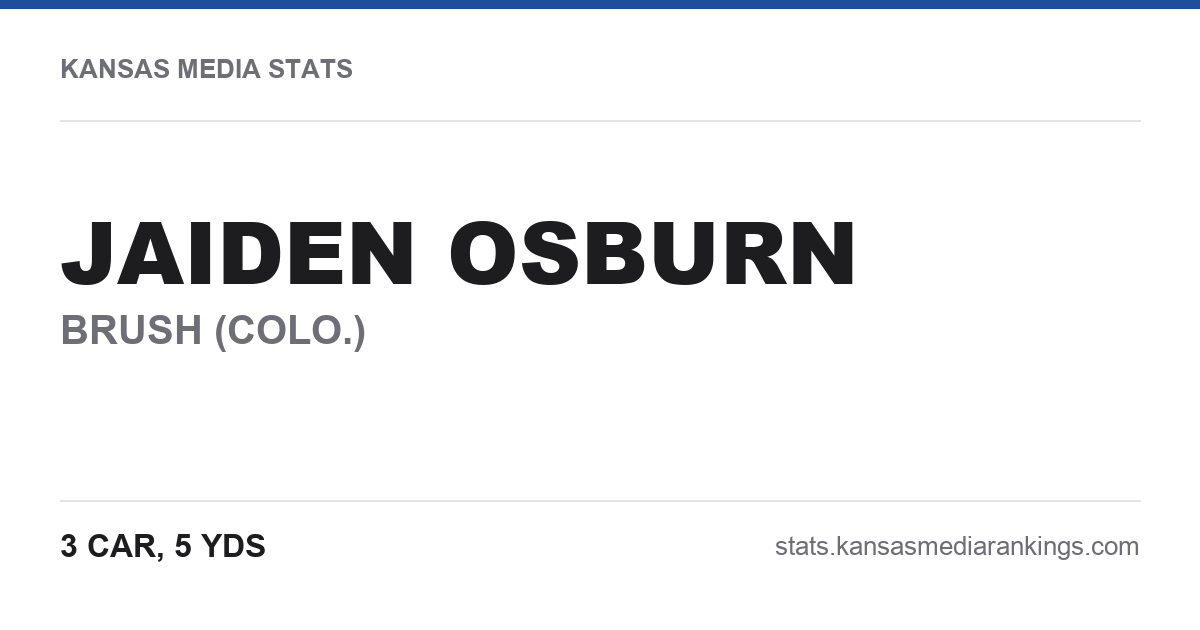 KANSAS MEDIA STATS
JAIDEN OSBURN
BRUSH (COLO.)
3 CAR, 5 YDS
stats.kansasmediarankings.com